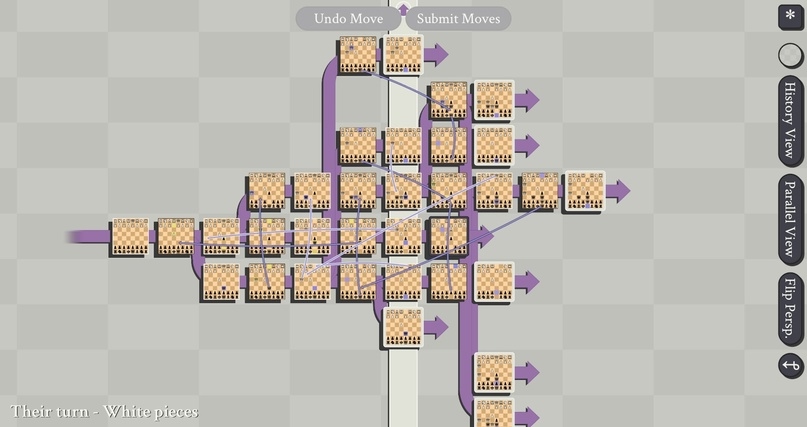 Undo Move
Submit Moves
*
History View
Parallel View
Flip Persp.
Their turn - White pieces